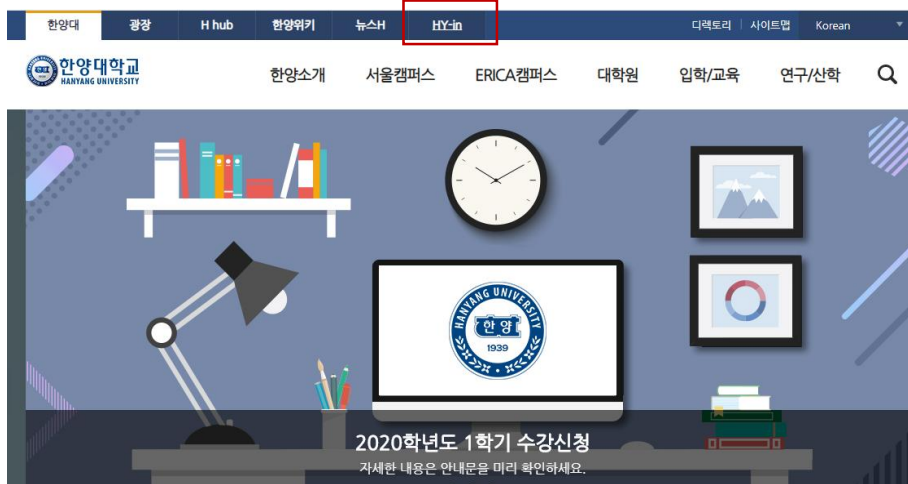 한양대 광장 H hub 한양위키 뉴스H HY-in 디렉토리 사이트맵 Korean
한양대학교
HANYANG UNIVERSITY
한양소개 서울캠퍼스 ERICA캠퍼스 대학원 입학/교육 연구/산학
HANYANG UNIVERSITY
한양
1939
2020학년도 1학기 수강신청
자세한 내용은 안내문을 미리 확인하세요.